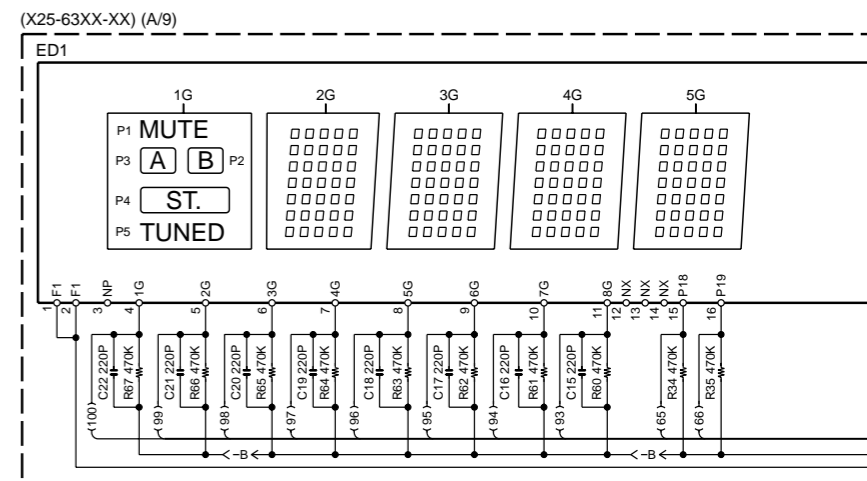 (X25-63XX-XX) (A/9)
ED1
1G 2G 3G 4G 5G
P1 MUTE
P3 A B P2
P4 ST.
P5 TUNED
F1 F1 NP 1G 2G 3G 4G 5G 6G 7G 8G NX NX NX P18 P19
1 2 3 4 5 6 7 8 9 10 11 12 13 14 15 16
C22 220P R67 470K C21 220P R66 470K C20 220P R65 470K C19 220P R64 470K C18 220P R63 470K C17 220P R62 470K C16 220P R61 470K C15 220P R60 470K R34 470K R35 470K
(100) (99) (98) (97) (96) (95) (94) (93) (65) (66)
-B -B